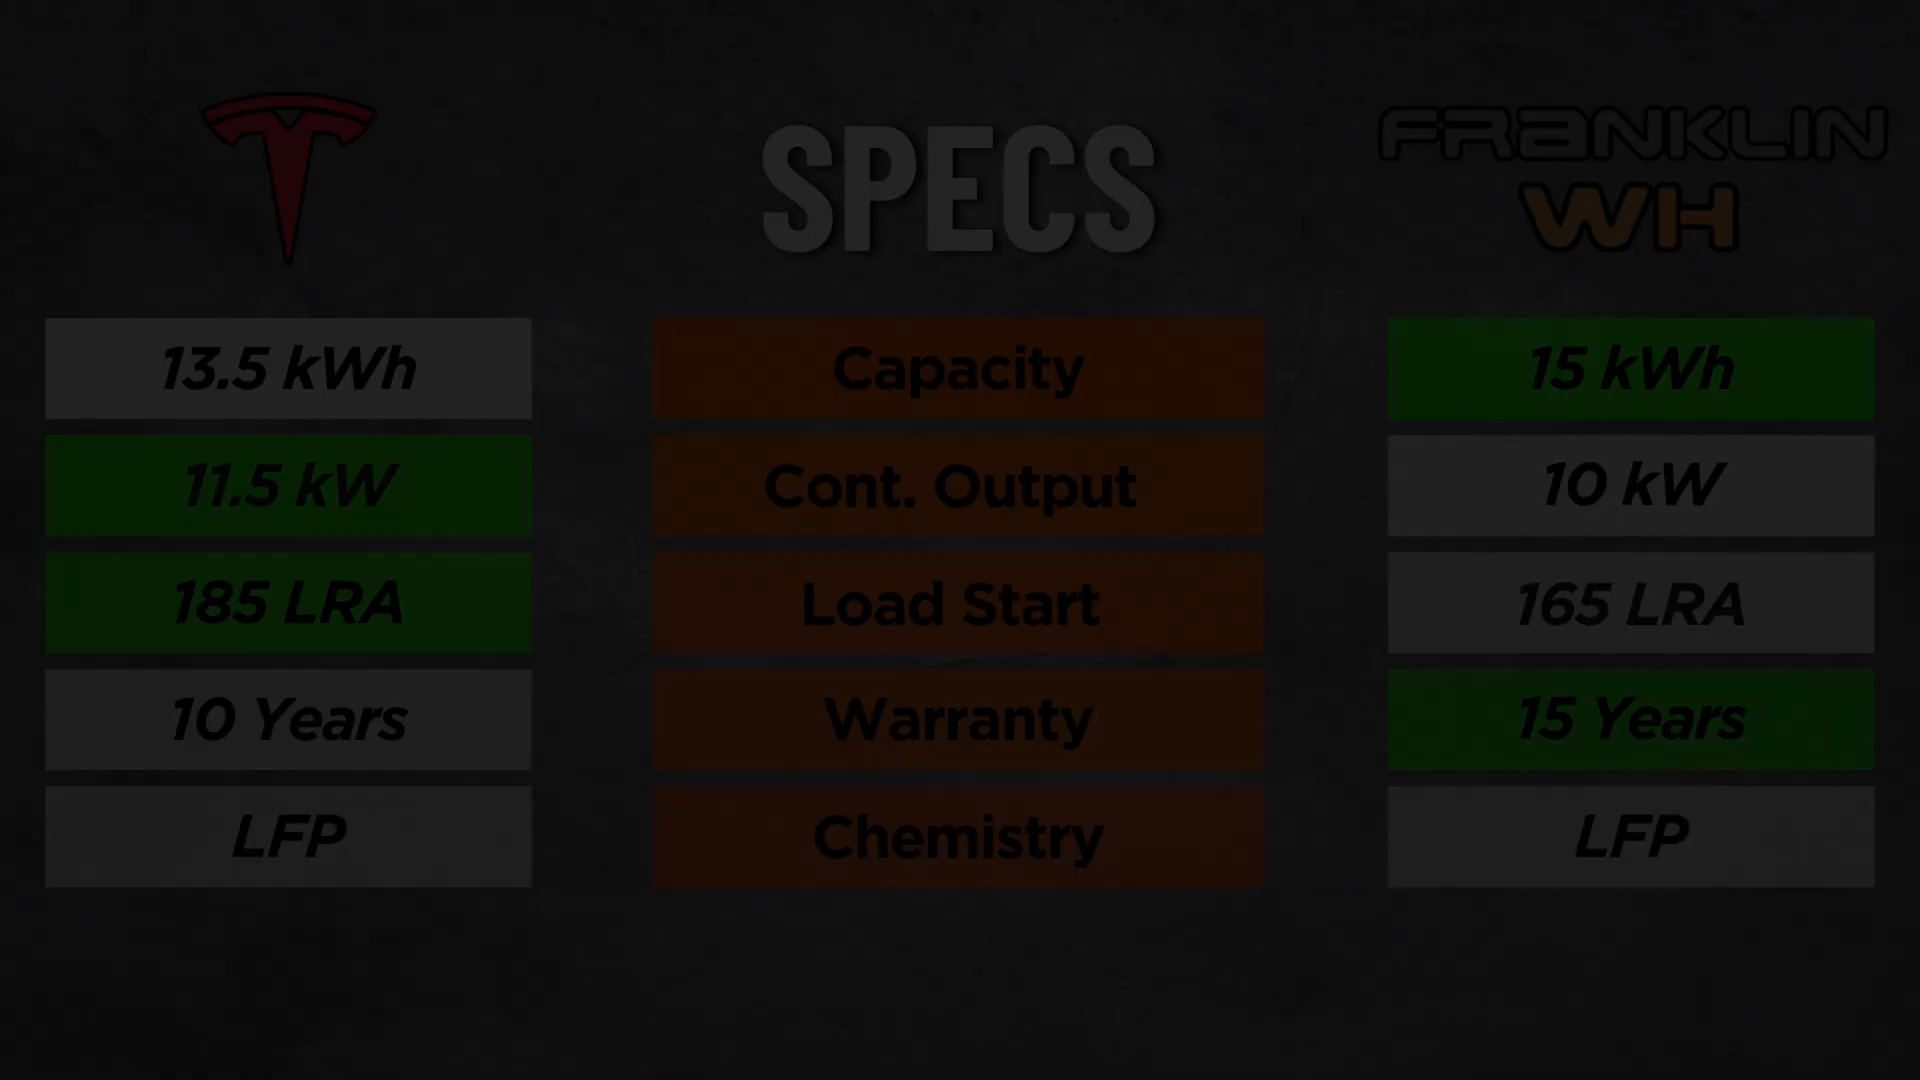 SPECS
FRANKLIN
WH
13.5 kWh Capacity 15 kWh
11.5 kW Cont. Output 10 kW
185 LRA Load Start 165 LRA
10 Years Warranty 15 Years
LFP Chemistry LFP